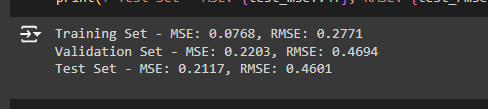 Training Set - MSE: 0.0768, RMSE: 0.2771
Validation Set - MSE: 0.2203, RMSE: 0.4694
Test Set - MSE: 0.2117, RMSE: 0.4601